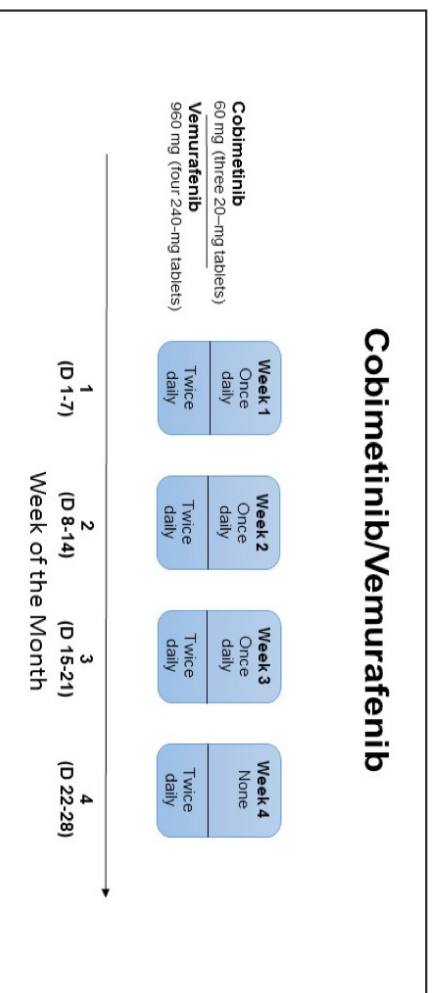 Cobimetinib/Vemurafenib
Cobimetinib
60 mg (three 20–mg tablets)
Vemurafenib
960 mg (four 240-mg tablets)
Week 1
Once
daily
Twice
daily
Week 2
Once
daily
Twice
daily
Week 3
Once
daily
Twice
daily
Week 4
None
Twice
daily
1
(D 1-7)
2
(D 8-14)
3
(D 15-21)
4
(D 22-28)
Week of the Month